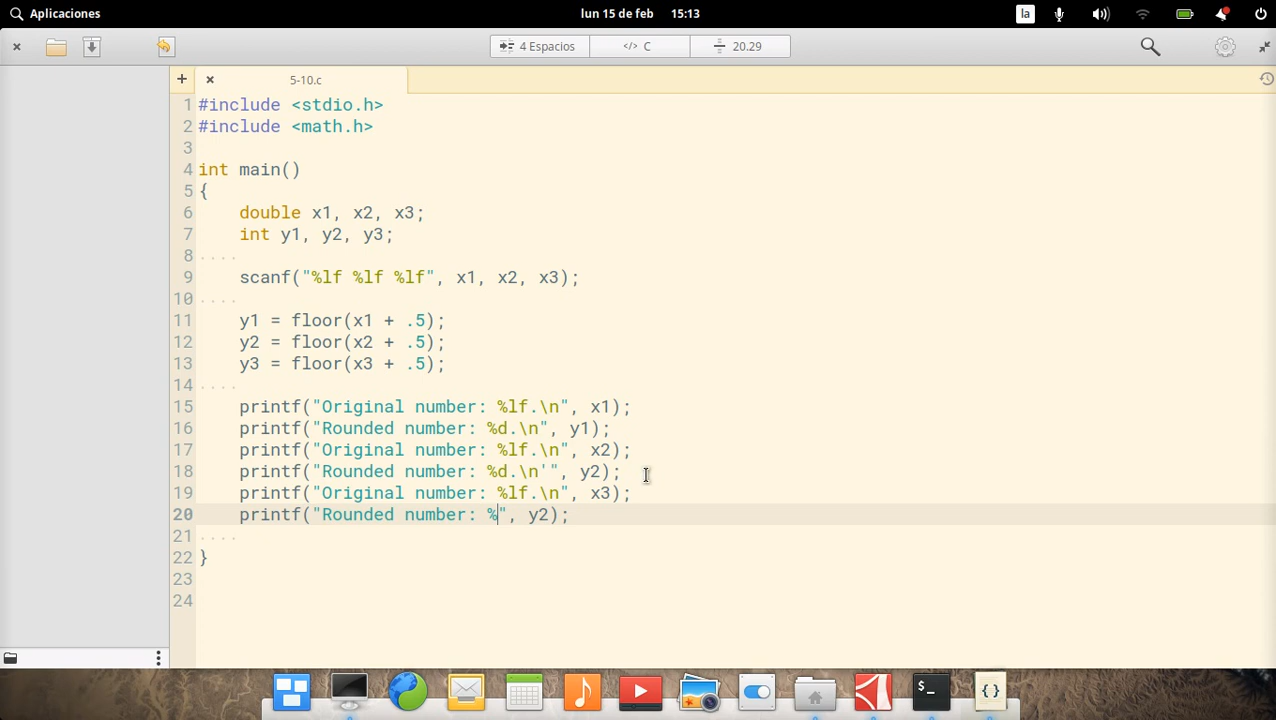 Aplicaciones
lun 15 de feb 15:13
la
4 Espacios
</> C
20.29
+
× 5-10.c
1 #include <stdio.h>
2 #include <math.h>
3
4 int main()
5 {
6     double x1, x2, x3;
7     int y1, y2, y3;
8 ....
9     scanf("%lf %lf %lf", x1, x2, x3);
10 ....
11     y1 = floor(x1 + .5);
12     y2 = floor(x2 + .5);
13     y3 = floor(x3 + .5);
14 ....
15     printf("Original number: %lf.\n", x1);
16     printf("Rounded number: %d.\n", y1);
17     printf("Original number: %lf.\n", x2);
18     printf("Rounded number: %d.\n'", y2);
19     printf("Original number: %lf.\n", x3);
20     printf("Rounded number: %", y2);
21 ....
22 }
23
24
$ -
{ }